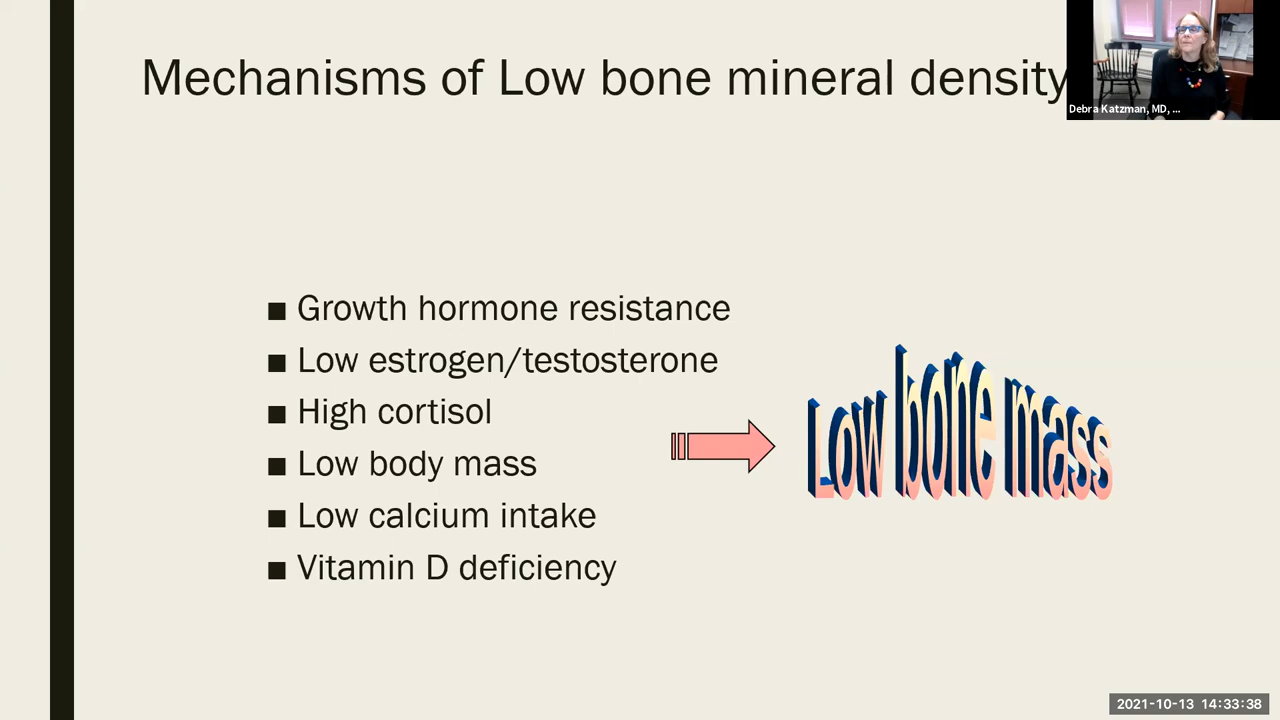 Mechanisms of Low bone mineral density
Debra Katzman, MD, ...
■ Growth hormone resistance
■ Low estrogen/testosterone
■ High cortisol
■ Low body mass
■ Low calcium intake
■ Vitamin D deficiency
Low bone mass
2021-10-13 14:33:38